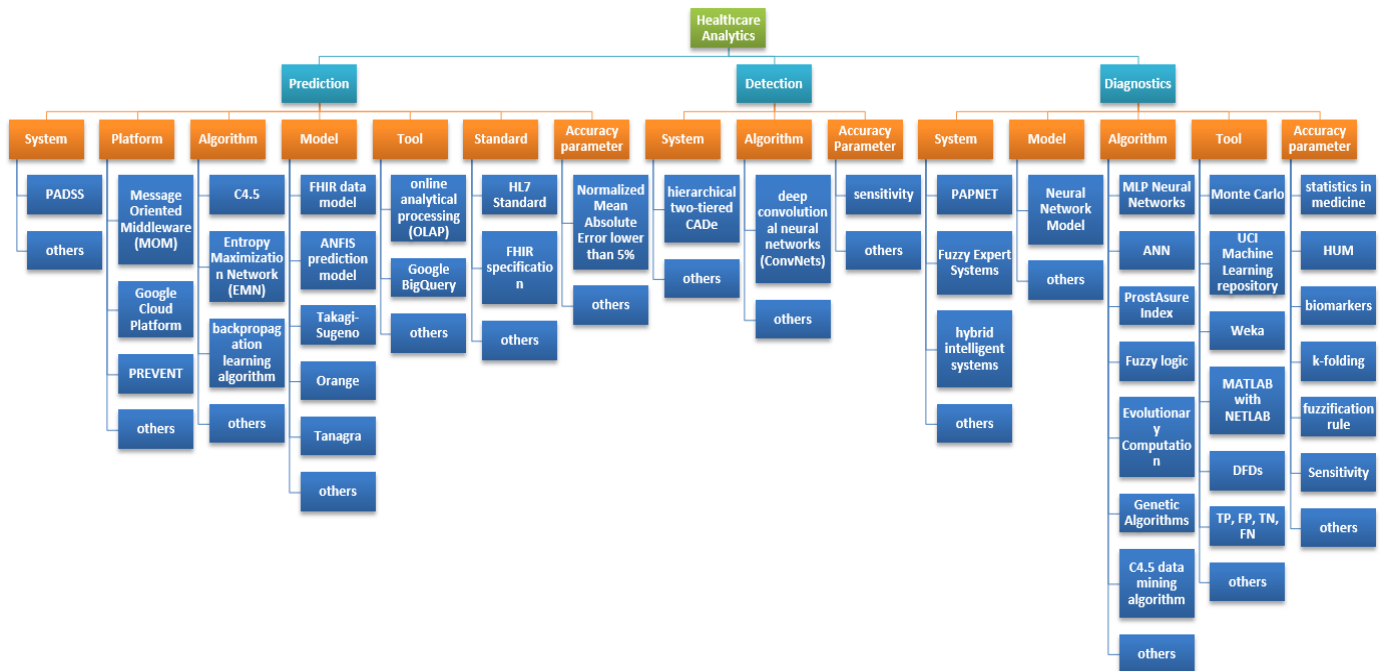 Healthcare
Analytics
Prediction
Detection
Diagnostics
System
Platform
Algorithm
Model
Tool
Standard
Accuracy
parameter
System
Algorithm
Accuracy
Parameter
System
Model
Algorithm
Tool
Accuracy
parameter
PADSS
others
Message
Oriented
Middleware
(MOM)
Google
Cloud
Platform
PREVENT
others
C4.5
Entropy
Maximizatio
n Network
(EMN)
backpropag
ation
learning
algorithm
others
FHIR data
model
ANFIS
prediction
model
Takagi-
Sugeno
Orange
Tanagra
others
online
analytical
processing
(OLAP)
Google
BigQuery
others
HL7
Standard
FHIR
specificatio
n
others
Normalized
Mean
Absolute
Error lower
than 5%
others
hierarchical
two-tiered
CADe
others
deep
convolution
al neural
networks
(ConvNets)
others
sensitivity
others
PAPNET
Fuzzy Expert
Systems
hybrid
intelligent
systems
others
Neural
Network
Model
others
MLP Neural
Networks
ANN
ProstAsure
Index
Fuzzy logic
Evolutionar
y
Computatio
n
Genetic
Algorithms
C4.5 data
mining
algorithm
others
Monte Carlo
UCI
Machine
Learning
repository
Weka
MATLAB
with
NETLAB
DFDs
TP, FP, TN,
FN
others
statistics in
medicine
HUM
biomarkers
k-folding
fuzzification
rule
Sensitivity
others